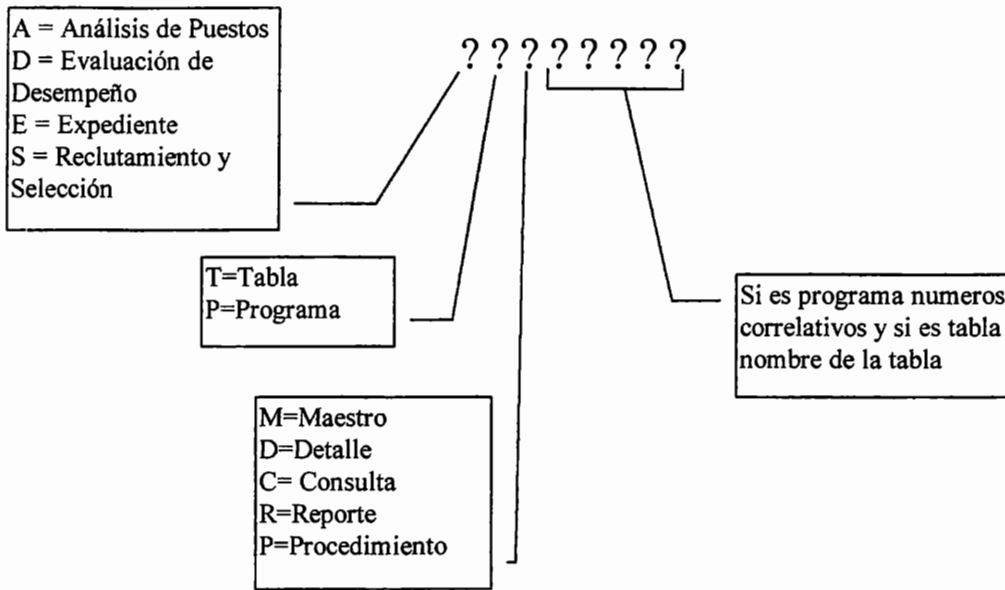 A = Análisis de Puestos
D = Evaluación de
Desempeño
E = Expediente
S = Reclutamiento y
Selección
? ? ? ? ? ? ? ?
T=Tabla
P=Programa
Si es programa numeros
correlativos y si es tabla
nombre de la tabla
M=Maestro
D=Detalle
C= Consulta
R=Reporte
P=Procedimiento